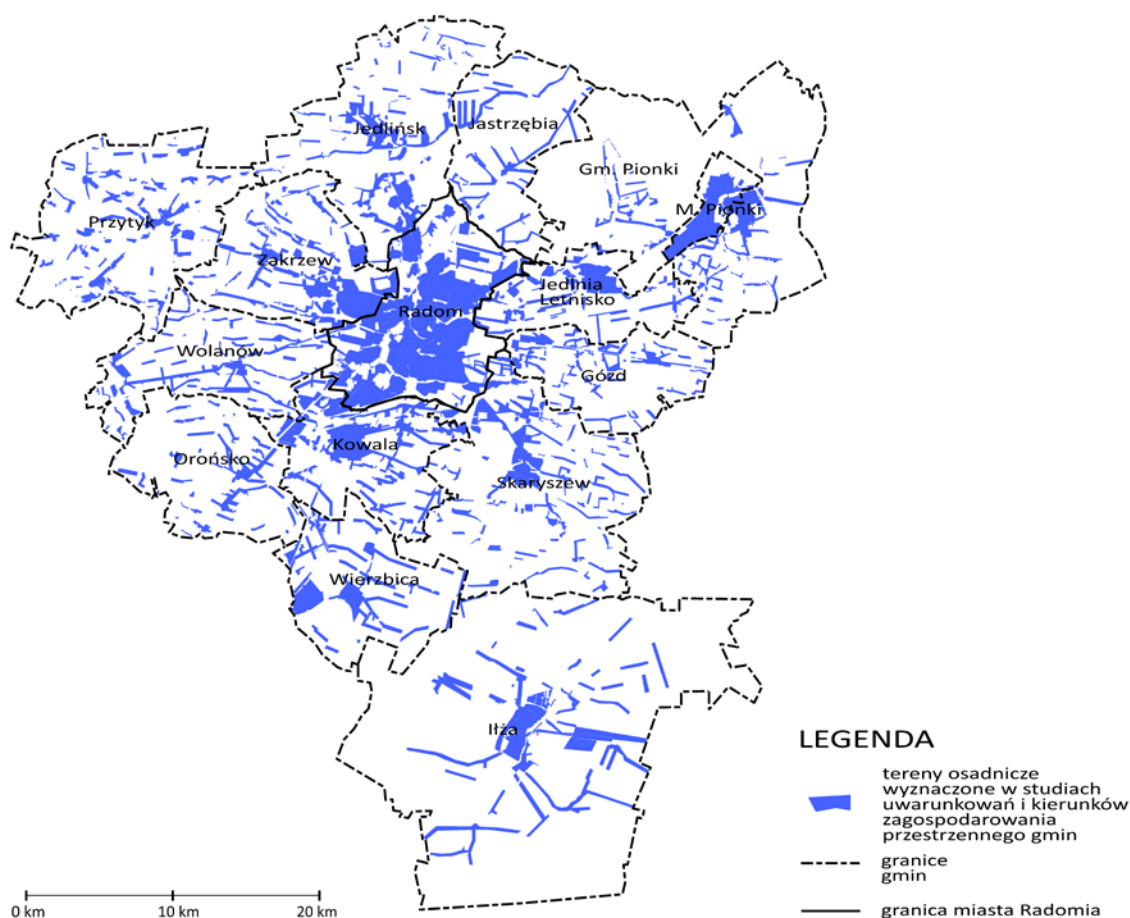 Jedlińsk
Jastrzębia
Gm. Pionki
M. Pionki
Przytyk
Zakrzew
Jedlnia
Letnisko
Radom
Wolanów
Gózd
Kowala
Orońsko
Skaryszew
Wierzbica
Iłża
LEGENDA
tereny osadnicze
wyznaczone w studiach
uwarunkowań i kierunków
zagospodarowania
przestrzennego gmin
granice
gmin
granica miasta Radomia
0 km 10 km 20 km